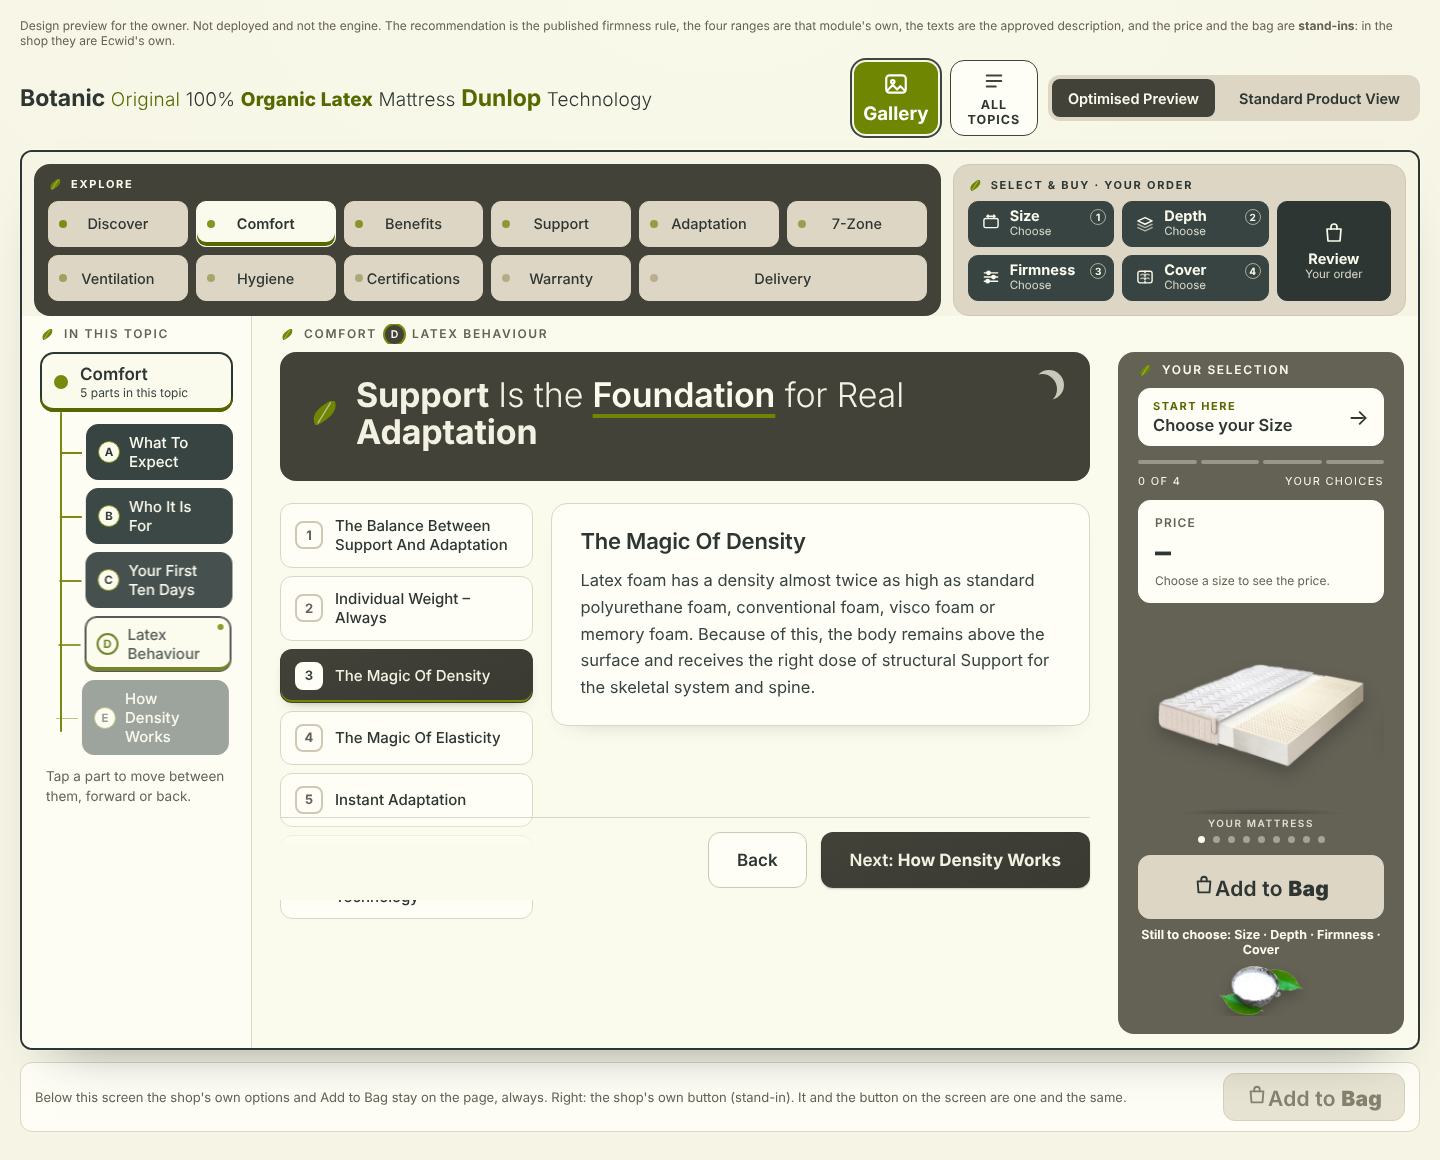 Design preview for the owner. Not deployed and not the engine. The recommendation is the published firmness rule, the four ranges are that module's own, the texts are the approved description, and the price and the bag are stand-ins: in the
shop they are Ecwid's own.
Botanic Original 100% Organic Latex Mattress Dunlop Technology
Gallery
ALL
TOPICS
Optimised Preview
Standard Product View
EXPLORE
Discover
Comfort
Benefits
Support
Adaptation
7-Zone
Ventilation
Hygiene
Certifications
Warranty
Delivery
SELECT & BUY · YOUR ORDER
Size
Choose
1
Depth
Choose
2
Firmness
Choose
3
Cover
Choose
4
Review
Your order
IN THIS TOPIC
Comfort
5 parts in this topic
A
What To
Expect
B
Who It Is
For
C
Your First
Ten Days
D
Latex
Behaviour
E
How
Density
Works
Tap a part to move between
them, forward or back.
COMFORT D LATEX BEHAVIOUR
Support Is the Foundation for Real
Adaptation
1
The Balance Between
Support And Adaptation
2
Individual Weight –
Always
3
The Magic Of Density
4
The Magic Of Elasticity
5
Instant Adaptation
Technology
The Magic Of Density
Latex foam has a density almost twice as high as standard
polyurethane foam, conventional foam, visco foam or
memory foam. Because of this, the body remains above the
surface and receives the right dose of structural Support for
the skeletal system and spine.
Back
Next: How Density Works
YOUR SELECTION
START HERE
Choose your Size
0 OF 4
YOUR CHOICES
PRICE
–
Choose a size to see the price.
YOUR MATTRESS
Add to Bag
Still to choose: Size · Depth · Firmness ·
Cover
Below this screen the shop's own options and Add to Bag stay on the page, always. Right: the shop's own button (stand-in). It and the button on the screen are one and the same.
Add to Bag